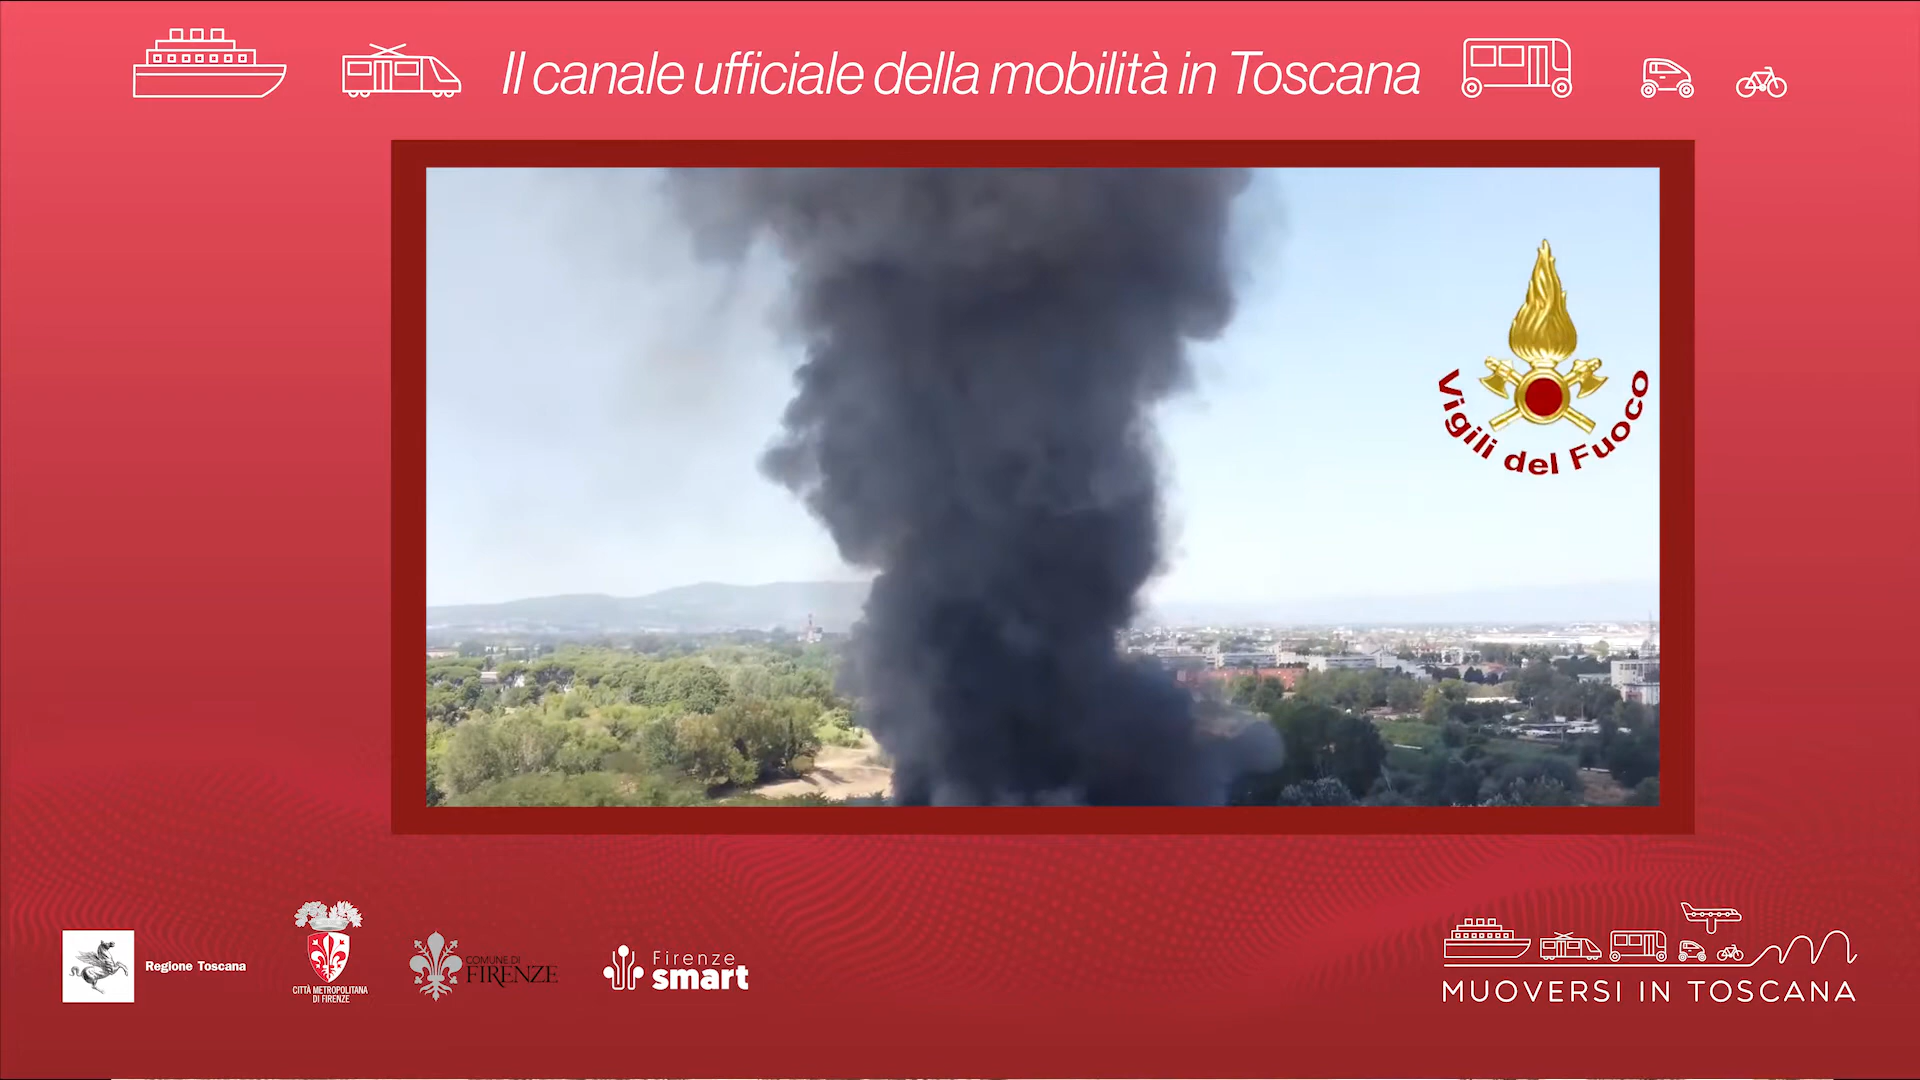 Il canale ufficiale della mobilità in Toscana
Vigili del Fuoco
Regione Toscana
CITTÀ METROPOLITANA
DI FIRENZE
COMUNE DI
FIRENZE
Firenze
smart
MUOVERSI IN TOSCANA